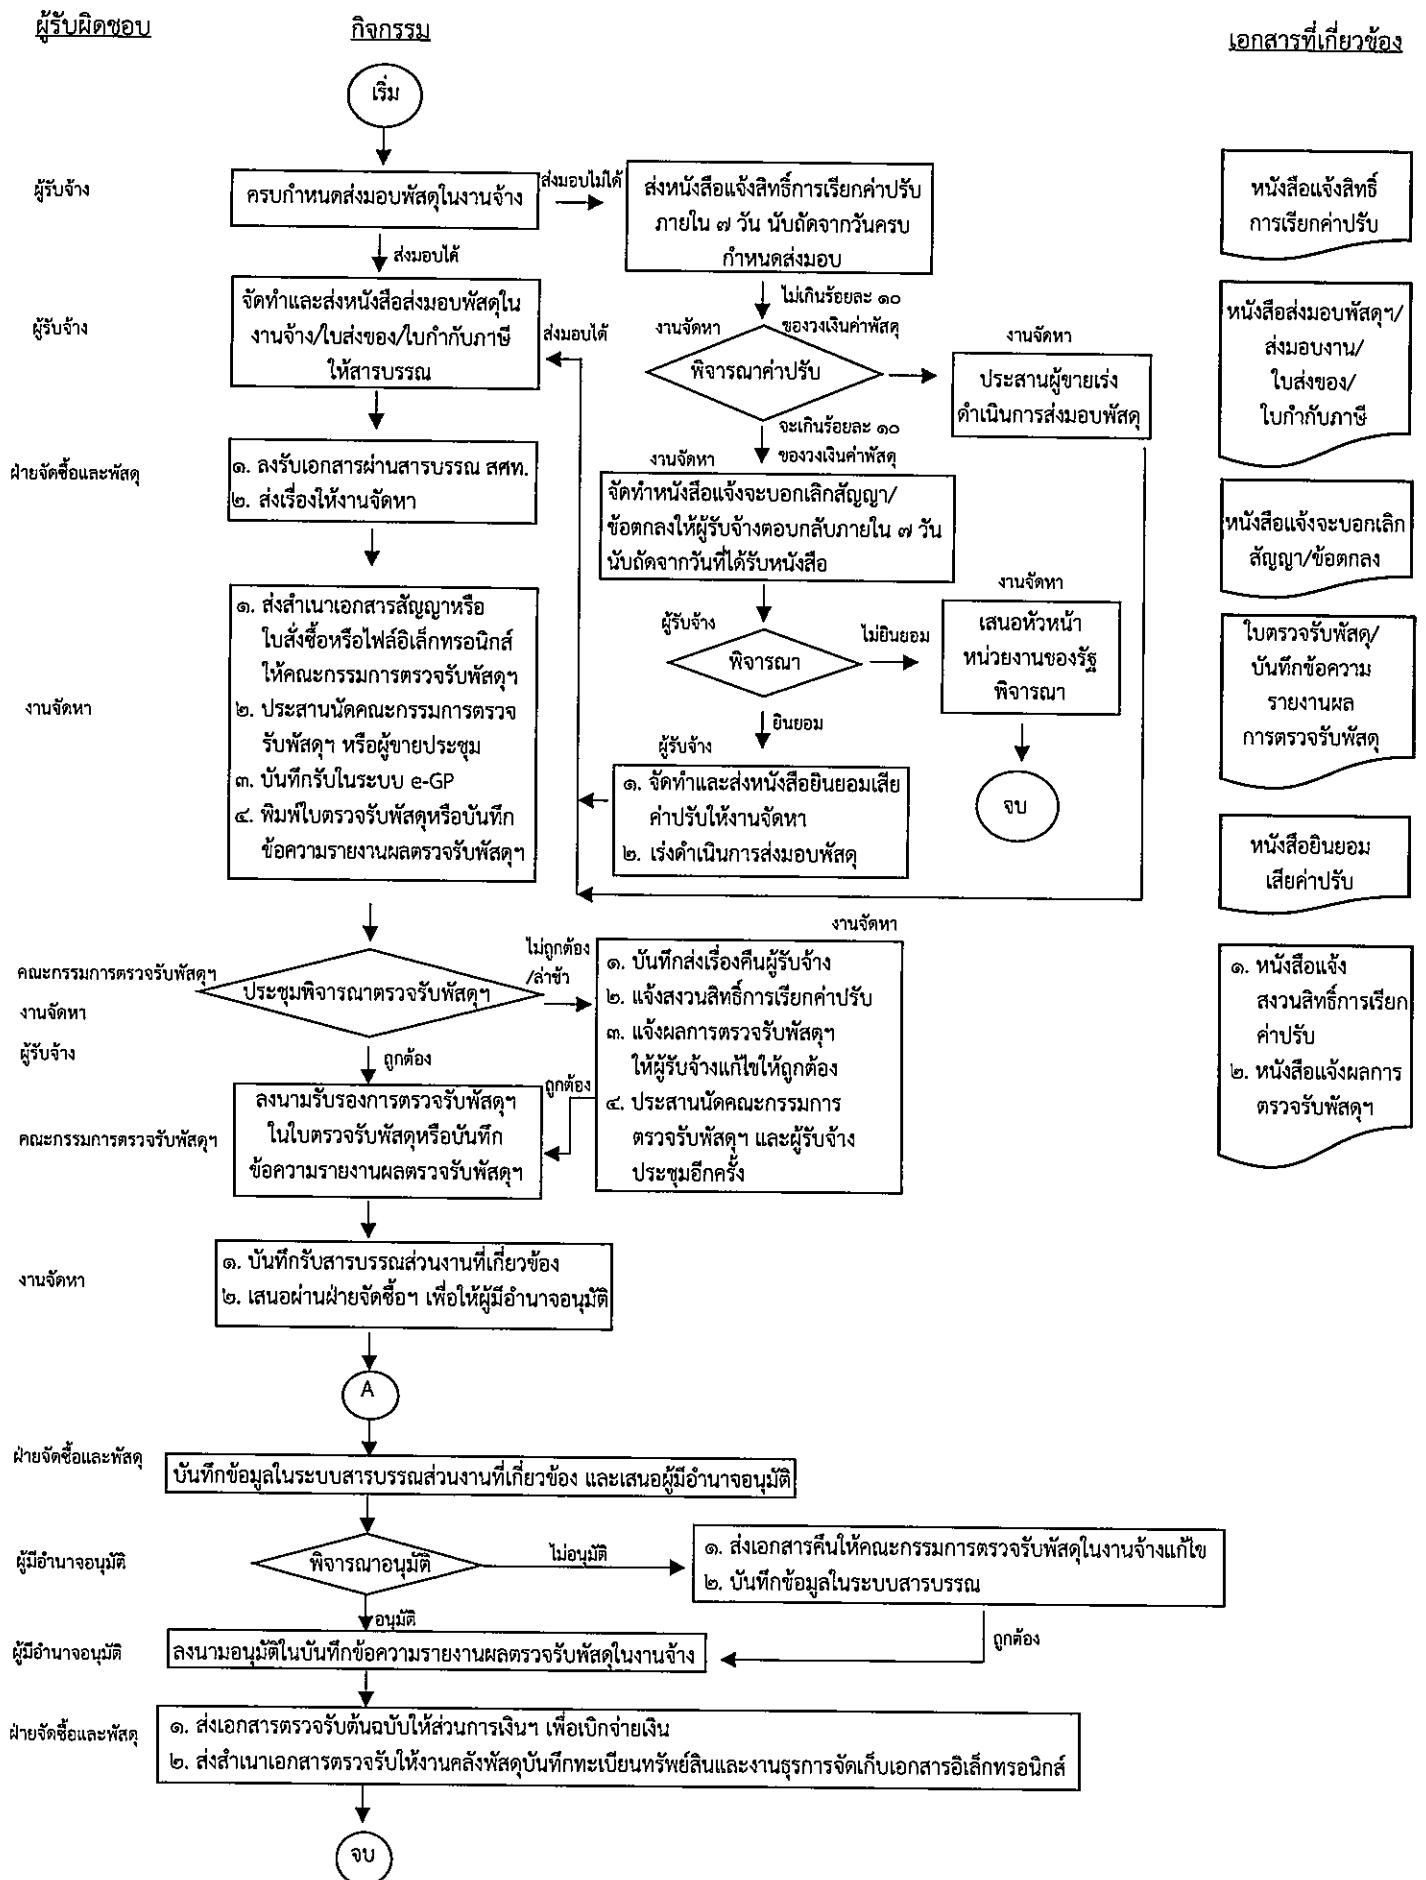 ผู้รับผิดชอบ
กิจกรรม
เอกสารที่เกี่ยวข้อง
เริ่ม
ผู้รับจ้าง
ครบกำหนดส่งมอบพัสดุในงานจ้าง
ส่งมอบไม่ได้
ส่งหนังสือแจ้งสิทธิ์การเรียกค่าปรับ
ภายใน ๗ วัน นับถัดจากวันครบ
กำหนดส่งมอบ
หนังสือแจ้งสิทธิ์
การเรียกค่าปรับ
ส่งมอบได้
ผู้รับจ้าง
จัดทำและส่งหนังสือส่งมอบพัสดุใน
งานจ้าง/ใบส่งของ/ใบกำกับภาษี
ให้สารบรรณ
ส่งมอบได้
ไม่เกินร้อยละ ๑๐
ของวงเงินค่าพัสดุ
งานจัดหา
พิจารณาค่าปรับ
งานจัดหา
ประสานผู้ขายเร่ง
ดำเนินการส่งมอบพัสดุ
หนังสือส่งมอบพัสดุฯ/
ส่งมอบงาน/
ใบส่งของ/
ใบกำกับภาษี
จะเกินร้อยละ ๑๐
ของวงเงินค่าพัสดุ
ฝ่ายจัดซื้อและพัสดุ
๑. ลงรับเอกสารผ่านสารบรรณ สศท.
๒. ส่งเรื่องให้งานจัดหา
งานจัดหา
จัดทำหนังสือแจ้งจะบอกเลิกสัญญา/
ข้อตกลงให้ผู้รับจ้างตอบกลับภายใน ๗ วัน
นับถัดจากวันที่ได้รับหนังสือ
หนังสือแจ้งจะบอกเลิก
สัญญา/ข้อตกลง
งานจัดหา
๑. ส่งสำเนาเอกสารสัญญาหรือ
ใบสั่งซื้อหรือไฟล์อิเล็กทรอนิกส์
ให้คณะกรรมการตรวจรับพัสดุฯ
๒. ประสานนัดคณะกรรมการตรวจ
รับพัสดุฯ หรือผู้ขายประชุม
๓. บันทึกรับในระบบ e-GP
๔. พิมพ์ใบตรวจรับพัสดุหรือบันทึก
ข้อความรายงานผลตรวจรับพัสดุฯ
ผู้รับจ้าง
พิจารณา
ไม่ยินยอม
งานจัดหา
เสนอหัวหน้า
หน่วยงานของรัฐ
พิจารณา
ใบตรวจรับพัสดุ/
บันทึกข้อความ
รายงานผล
การตรวจรับพัสดุ
ยินยอม
ผู้รับจ้าง
๑. จัดทำและส่งหนังสือยินยอมเสีย
ค่าปรับให้งานจัดหา
๒. เร่งดำเนินการส่งมอบพัสดุ
จบ
หนังสือยินยอม
เสียค่าปรับ
คณะกรรมการตรวจรับพัสดุฯ
งานจัดหา
ผู้รับจ้าง
ประชุมพิจารณาตรวจรับพัสดุฯ
ไม่ถูกต้อง
/ล่าช้า
งานจัดหา
๑. บันทึกส่งเรื่องคืนผู้รับจ้าง
๒. แจ้งสงวนสิทธิ์การเรียกค่าปรับ
๓. แจ้งผลการตรวจรับพัสดุฯ
ให้ผู้รับจ้างแก้ไขให้ถูกต้อง
๔. ประสานนัดคณะกรรมการ
ตรวจรับพัสดุฯ และผู้รับจ้าง
ประชุมอีกครั้ง
๑. หนังสือแจ้ง
สงวนสิทธิ์การเรียก
ค่าปรับ
๒. หนังสือแจ้งผลการ
ตรวจรับพัสดุฯ
ถูกต้อง
ถูกต้อง
คณะกรรมการตรวจรับพัสดุฯ
ลงนามรับรองการตรวจรับพัสดุฯ
ในใบตรวจรับพัสดุหรือบันทึก
ข้อความรายงานผลตรวจรับพัสดุฯ
งานจัดหา
๑. บันทึกรับสารบรรณส่วนงานที่เกี่ยวข้อง
๒. เสนอผ่านฝ่ายจัดซื้อฯ เพื่อให้ผู้มีอำนาจอนุมัติ
A
ฝ่ายจัดซื้อและพัสดุ
บันทึกข้อมูลในระบบสารบรรณส่วนงานที่เกี่ยวข้อง และเสนอผู้มีอำนาจอนุมัติ
ผู้มีอำนาจอนุมัติ
พิจารณาอนุมัติ
ไม่อนุมัติ
๑. ส่งเอกสารคืนให้คณะกรรมการตรวจรับพัสดุในงานจ้างแก้ไข
๒. บันทึกข้อมูลในระบบสารบรรณ
อนุมัติ
ถูกต้อง
ผู้มีอำนาจอนุมัติ
ลงนามอนุมัติในบันทึกข้อความรายงานผลตรวจรับพัสดุในงานจ้าง
ฝ่ายจัดซื้อและพัสดุ
๑. ส่งเอกสารตรวจรับต้นฉบับให้ส่วนการเงินฯ เพื่อเบิกจ่ายเงิน
๒. ส่งสำเนาเอกสารตรวจรับให้งานคลังพัสดุบันทึกทะเบียนทรัพย์สินและงานธุรการจัดเก็บเอกสารอิเล็กทรอนิกส์
จบ